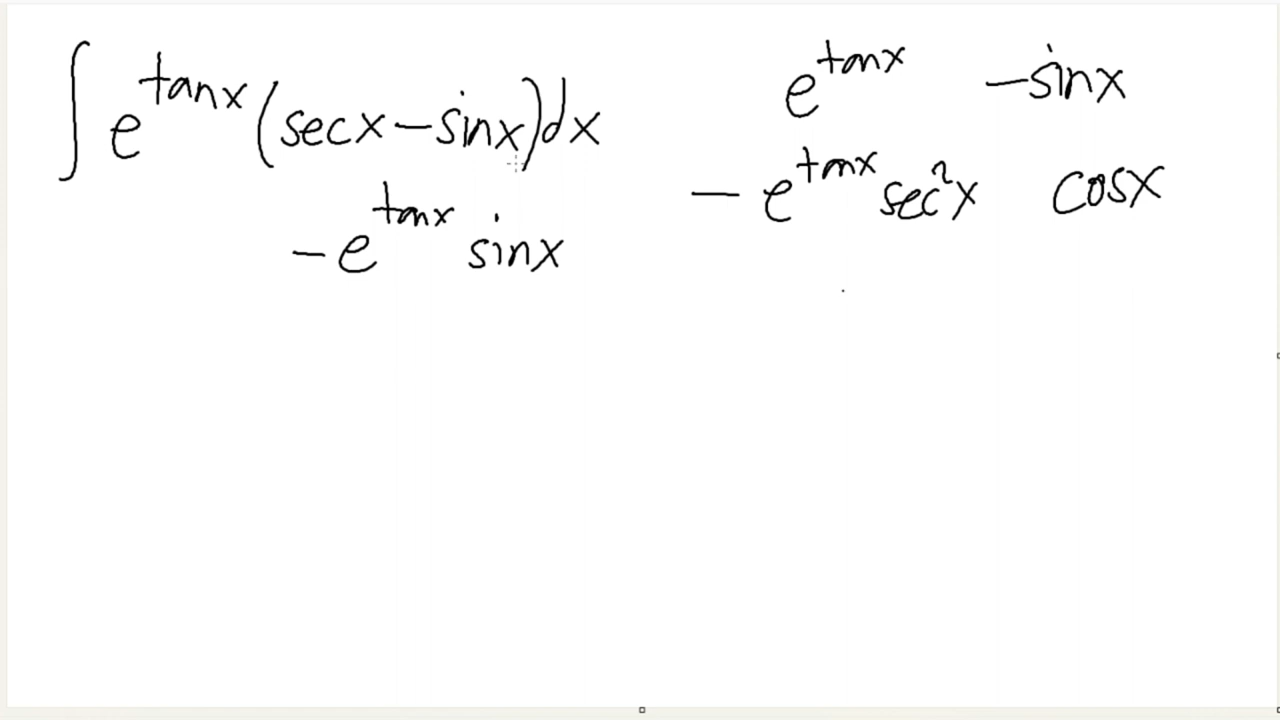 ∫ e^{tanx} (secx − sinx) dx
− e^{tanx} sinx
e^{tanx} −sinx
− e^{tanx} sec²x cosx